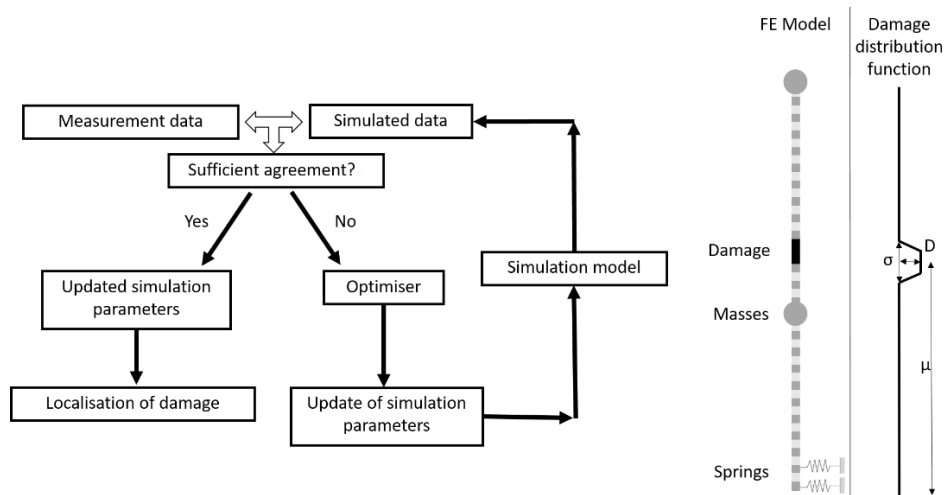 Measurement data
Simulated data
Sufficient agreement?
Yes
No
Updated simulation
parameters
Optimiser
Simulation model
Localisation of damage
Update of simulation
parameters
FE Model
Damage
distribution
function
Damage
Masses
Springs
D
σ
μ